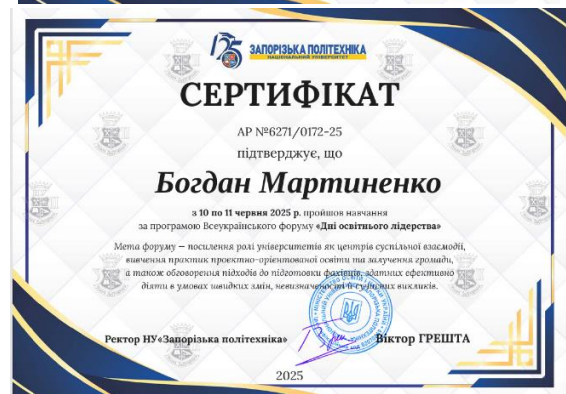 125
ЗАПОРІЗЬКА ПОЛІТЕХНІКА
НАЦІОНАЛЬНИЙ УНІВЕРСИТЕТ
СЕРТИФІКАТ
АР №6271/0172-25
підтверджує, що
Богдан Мартиненко
з 10 по 11 червня 2025 р. пройшов навчання
за програмою Всеукраїнського форуму «Дні освітнього лідерства»
Мета форуму — посилення ролі університетів як центрів суспільної взаємодії,
вивчення практик проєктно-орієнтованої освіти та залучення громади,
а також обговорення підходів до підготовки фахівців, здатних ефективно
діяти в умовах швидких змін, невизначеності й сучасних викликів.
Ректор НУ«Запорізька політехніка»
Віктор ГРЕШТА
2025